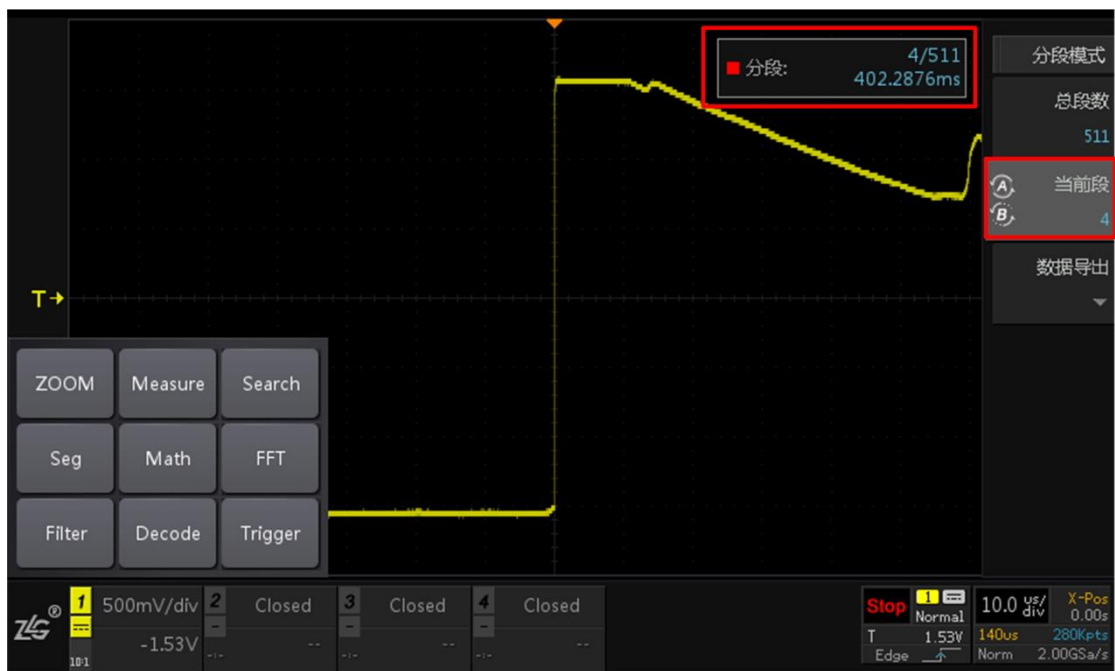 分段:
4/511
402.2876ms
分段模式
总段数
511
A
当前段
B
4
数据导出
T
ZOOM
Measure
Search
Seg
Math
FFT
Filter
Decode
Trigger
ZLG®
1
500mV/div
-1.53V
10:1
2
Closed
--
-:-
3
Closed
--
-:-
4
Closed
--
-:-
Stop
1
Normal
T 1.53V
Edge
10.0 us/div
X-Pos
0.00s
140us
280Kpts
Norm
2.00GSa/s